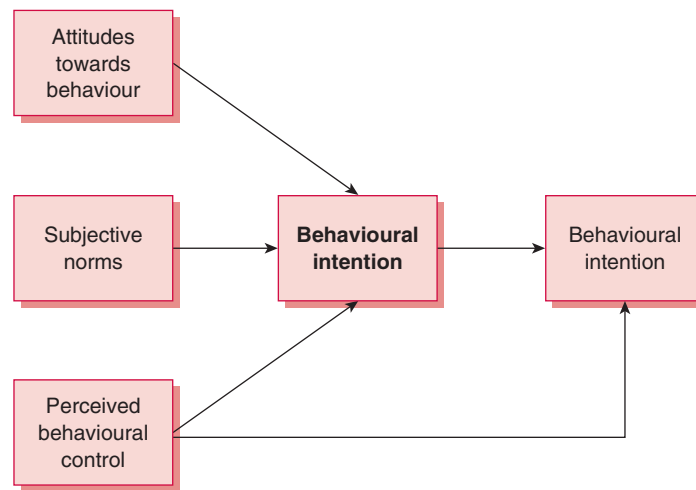 Attitudes
towards
behaviour
Subjective
norms
Behavioural
intention
Behavioural
intention
Perceived
behavioural
control